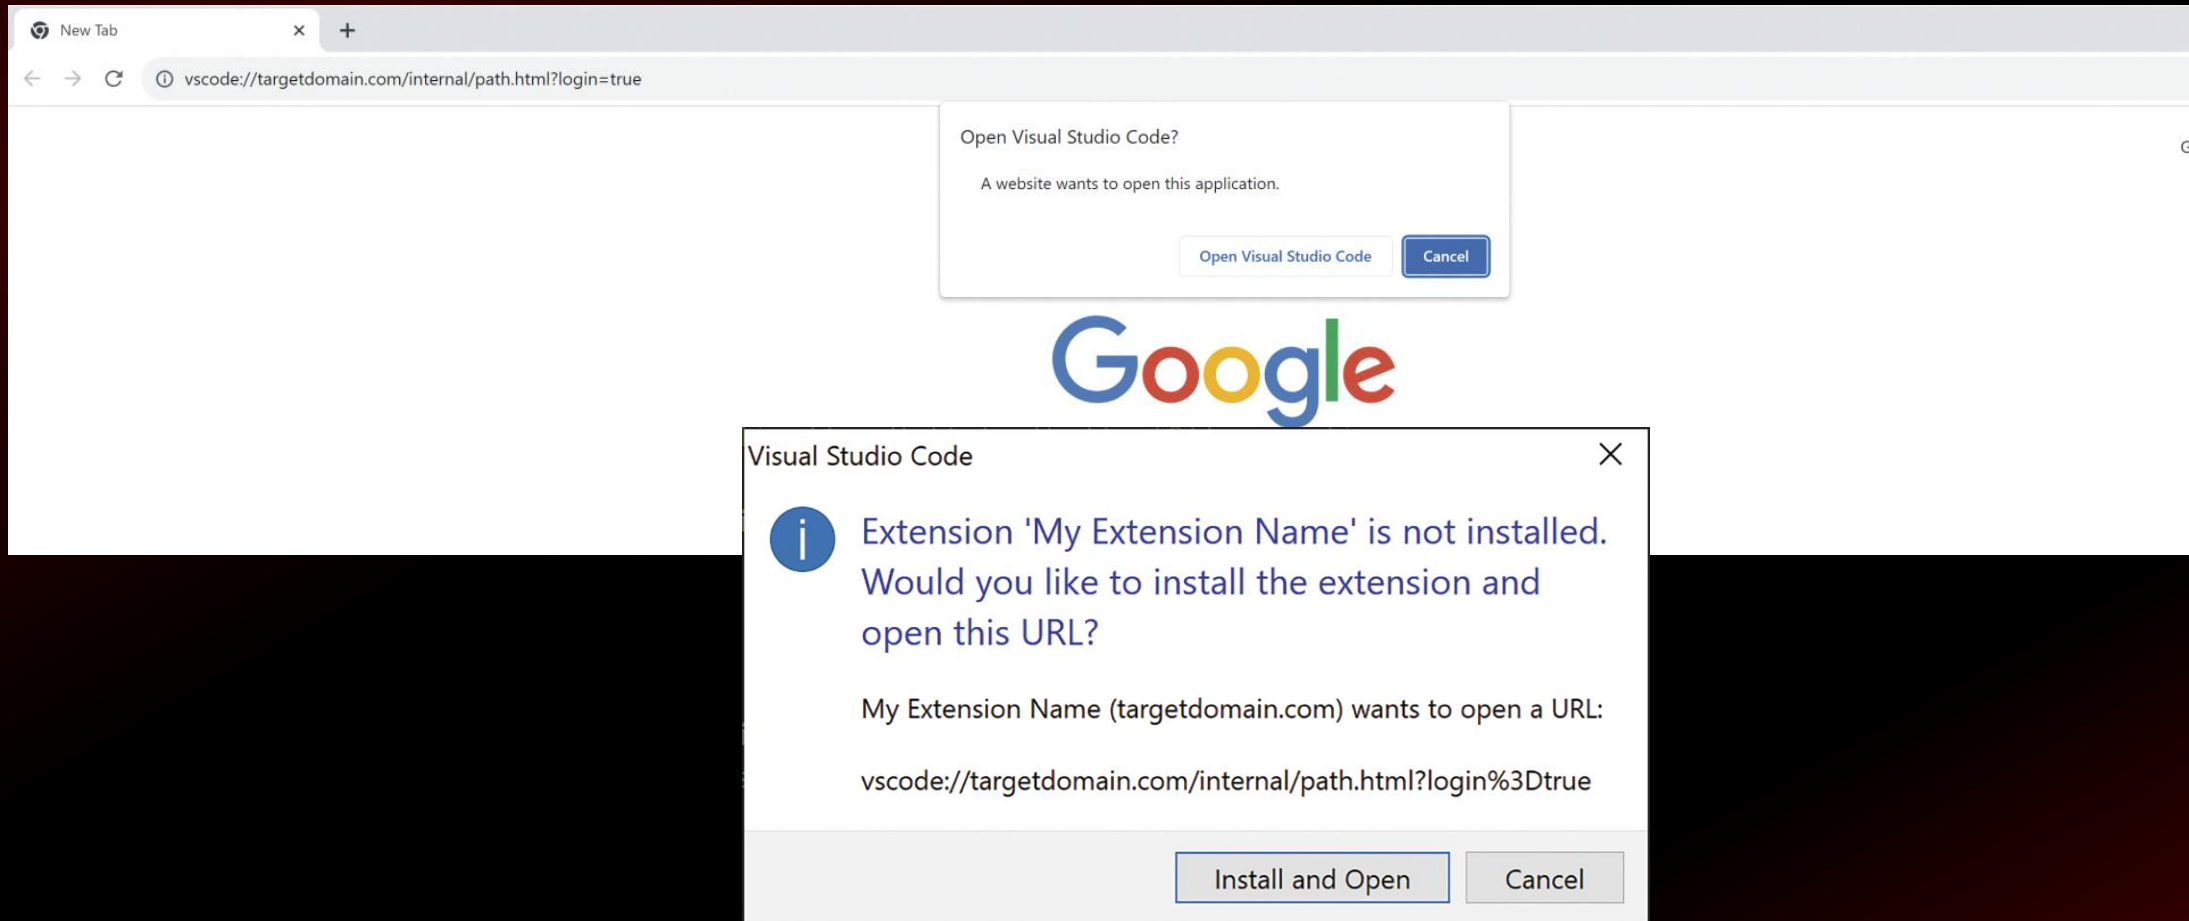 New Tab
vscode://targetdomain.com/internal/path.html?login=true
Open Visual Studio Code?
A website wants to open this application.
Open Visual Studio Code
Cancel
G
Google
Visual Studio Code
Extension 'My Extension Name' is not installed.
Would you like to install the extension and
open this URL?
My Extension Name (targetdomain.com) wants to open a URL:
vscode://targetdomain.com/internal/path.html?login%3Dtrue
Install and Open
Cancel